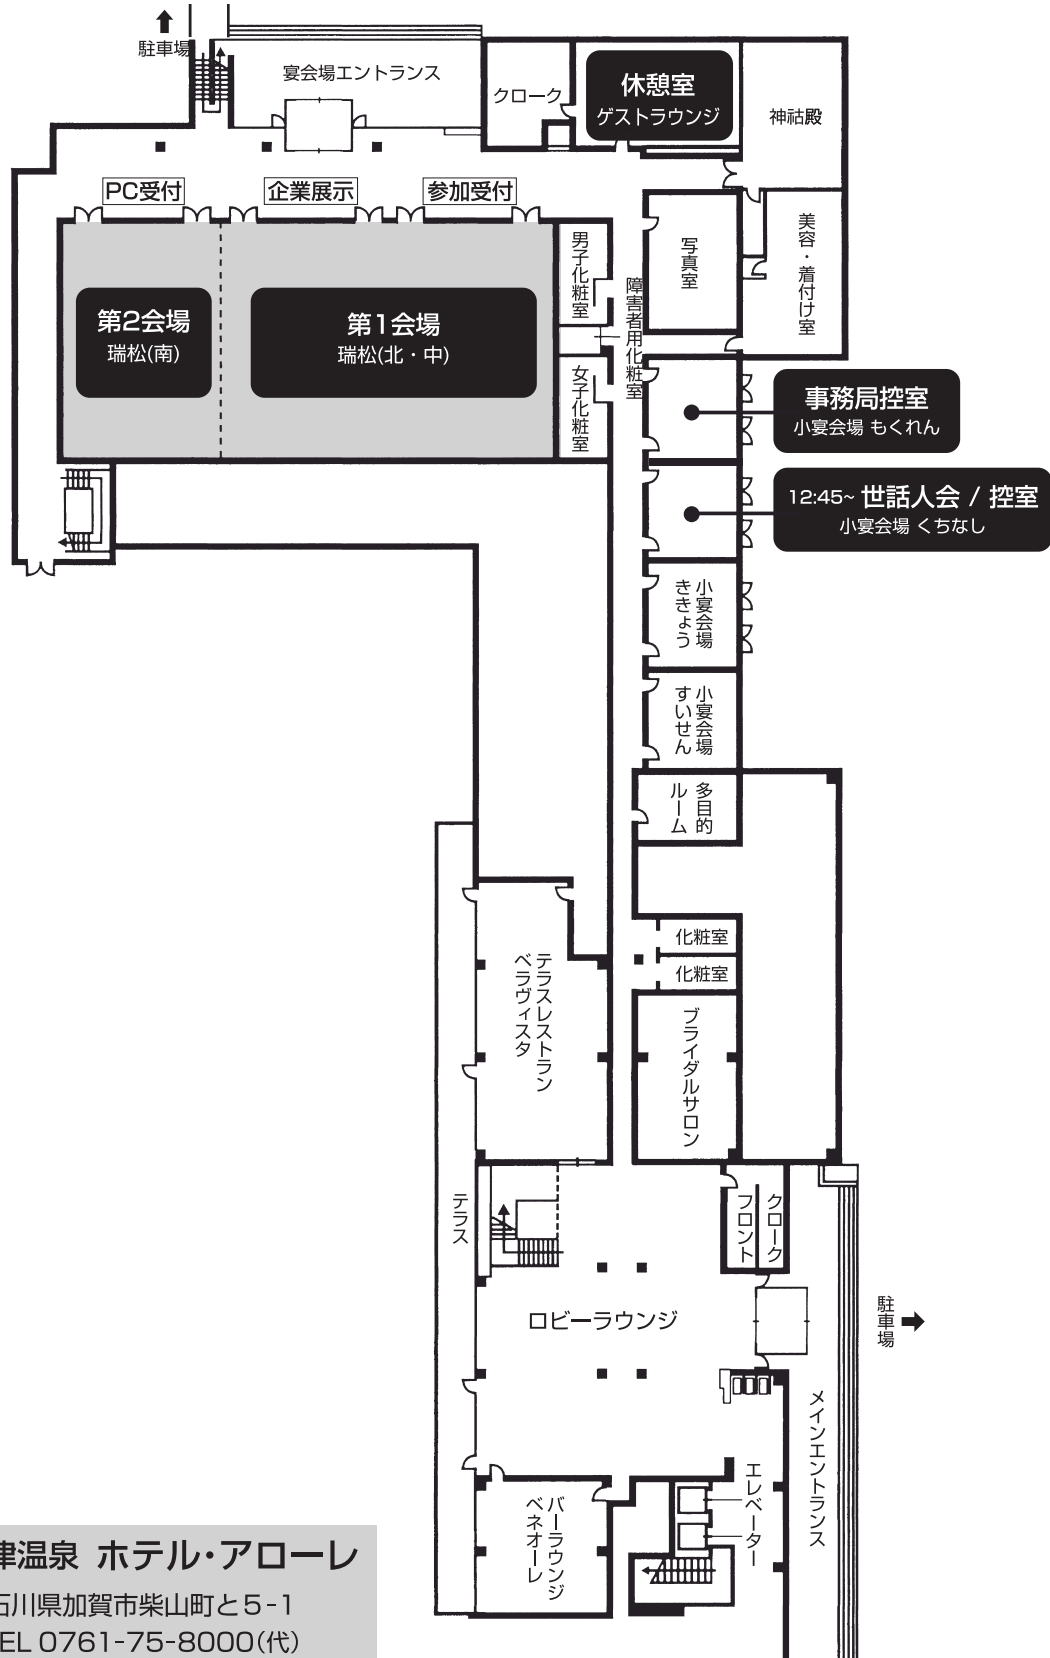 駐車場
宴会場エントランス
クローク
休憩室
ゲストラウンジ
神祜殿
PC受付
企業展示
参加受付
男子化粧室
障害者用化粧室
写真室
美容・着付け室
第2会場
瑞松(南)
第1会場
瑞松(北・中)
女子化粧室
事務局控室
小宴会場 もくれん
12:45~ 世話人会 / 控室
小宴会場 くちなし
小宴会場
ききょう
小宴会場
すいせん
多目的
ルーム
化粧室
化粧室
テラスレストラン
ベラヴィスタ
ブライダルサロン
テラス
クローク
フロント
ロビーラウンジ
駐車場
メインエントランス
エレベーター
バーラウンジ
ベネオーレ
津温泉 ホテル・アローレ
石川県加賀市柴山町と5-1
EL 0761-75-8000(代)